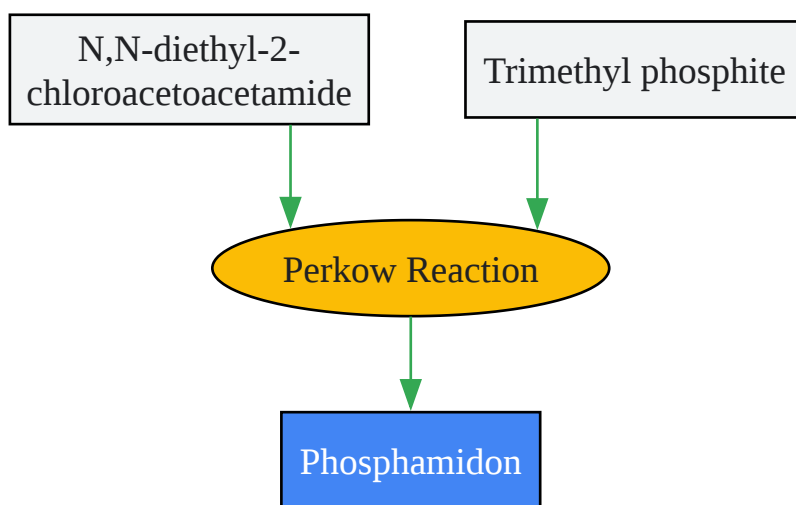 N,N-diethyl-2-
chloroacetoacetamide
Trimethyl phosphite
Perkow Reaction
Phosphamidon